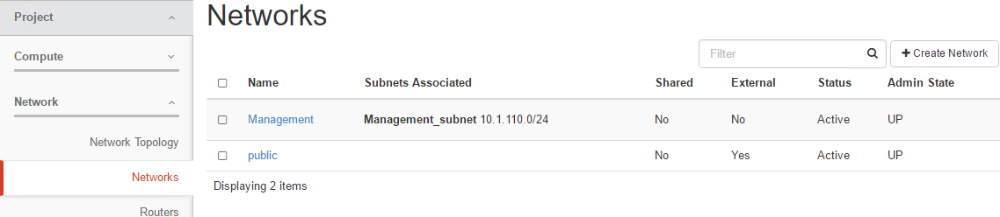 Project
Compute
Network
Network Topology
Networks
Routers
Networks
Filter
Create Network
Name Subnets Associated Shared External Status Admin State
Management Management_subnet 10.1.110.0/24 No No Active UP
public No Yes Active UP
Displaying 2 items